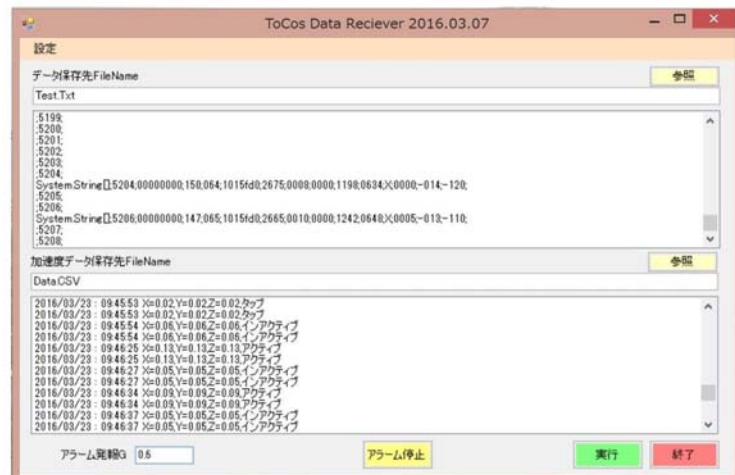 ToCos Data Reciever 2016.03.07
設定
データ保存先FileName
参照
Test.Txt
;5199;
;5200;
;5201;
;5202;
;5203;
;5204;
System.String[];5204;00000000;150;064;1015fd0;2675;0008;0000;1198;0634;X;0000;-014;-120;
;5205;
;5206;
System.String[];5206;00000000;147;065;1015fd0;2665;0010;0000;1242;0648;X;0005;-013;-110;
;5207;
;5208;
加速度データ保存先FileName
参照
Data.CSV
2016/03/23 : 09:45:53 X=0.02,Y=0.02,Z=0.02,タップ
2016/03/23 : 09:45:53 X=0.02,Y=0.02,Z=0.02,タップ
2016/03/23 : 09:45:54 X=0.06,Y=0.06,Z=0.06,インアクティブ
2016/03/23 : 09:45:54 X=0.06,Y=0.06,Z=0.06,インアクティブ
2016/03/23 : 09:46:25 X=0.13,Y=0.13,Z=0.13,アクティブ
2016/03/23 : 09:46:25 X=0.13,Y=0.13,Z=0.13,アクティブ
2016/03/23 : 09:46:27 X=0.05,Y=0.05,Z=0.05,インアクティブ
2016/03/23 : 09:46:27 X=0.05,Y=0.05,Z=0.05,インアクティブ
2016/03/23 : 09:46:34 X=0.09,Y=0.09,Z=0.09,アクティブ
2016/03/23 : 09:46:34 X=0.09,Y=0.09,Z=0.09,アクティブ
2016/03/23 : 09:46:37 X=0.05,Y=0.05,Z=0.05,インアクティブ
2016/03/23 : 09:46:37 X=0.05,Y=0.05,Z=0.05,インアクティブ
アラーム発報G 0.6 アラーム停止 実行 終了